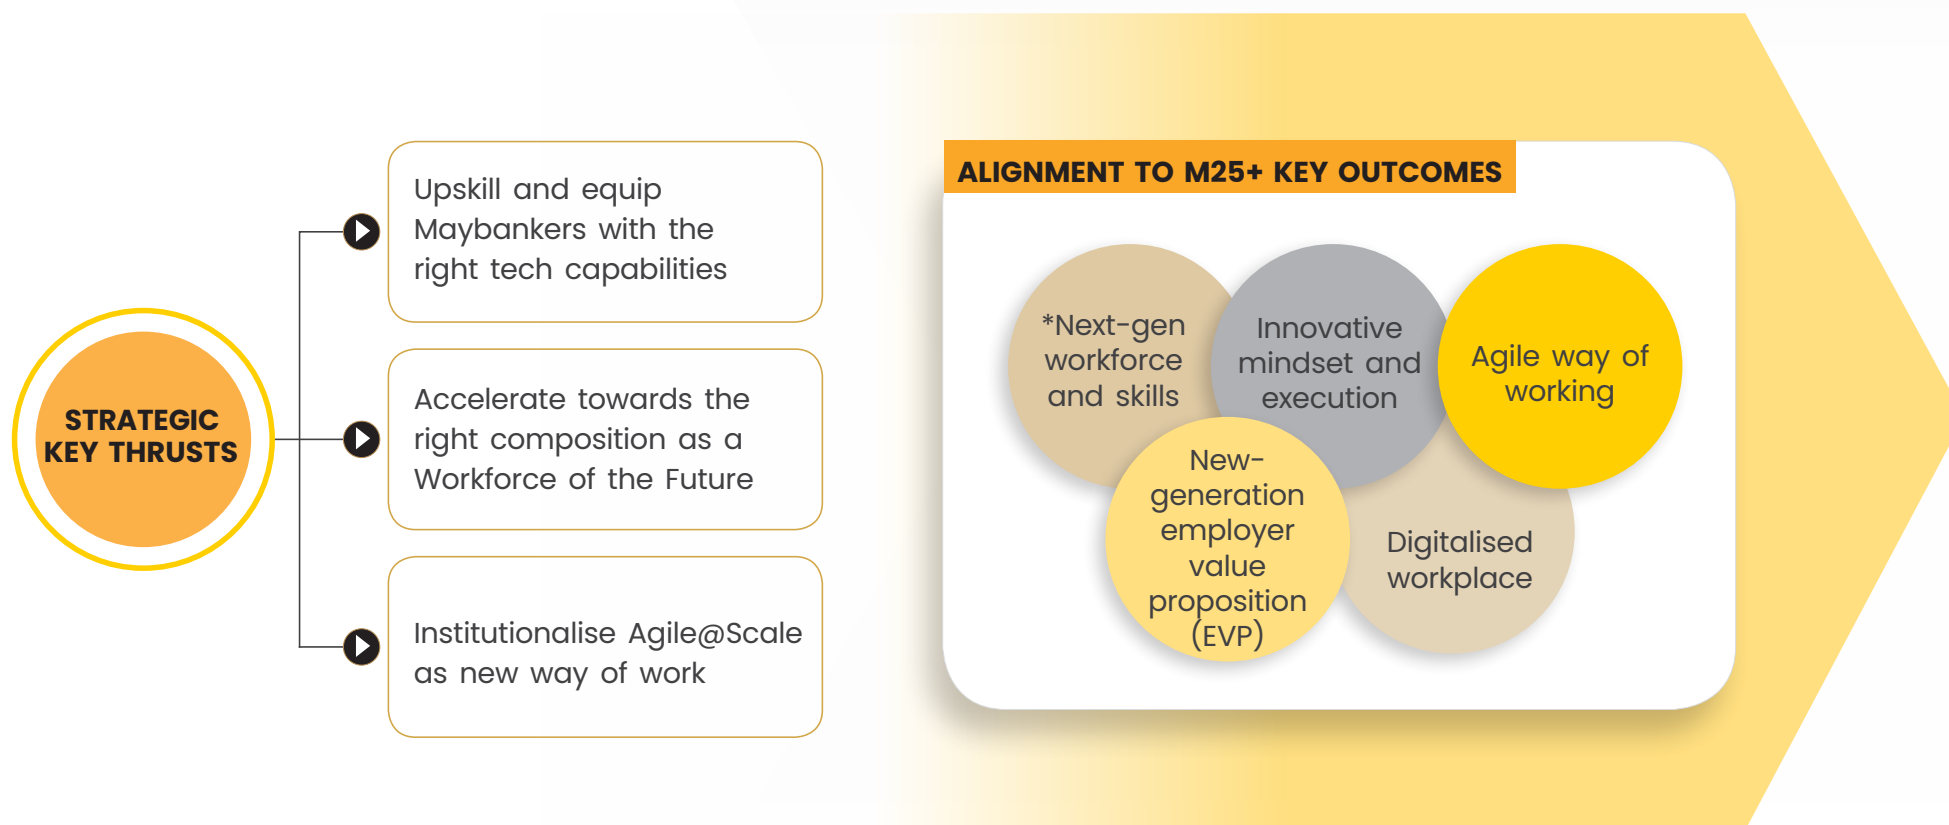 STRATEGIC
KEY THRUSTS
Upskill and equip
Maybankers with the
right tech capabilities
Accelerate towards the
right composition as a
Workforce of the Future
Institutionalise Agile@Scale
as new way of work
ALIGNMENT TO M25+ KEY OUTCOMES
*Next-gen
workforce
and skills
Innovative
mindset and
execution
Agile way of
working
New-
generation
employer
value
proposition
(EVP)
Digitalised
workplace